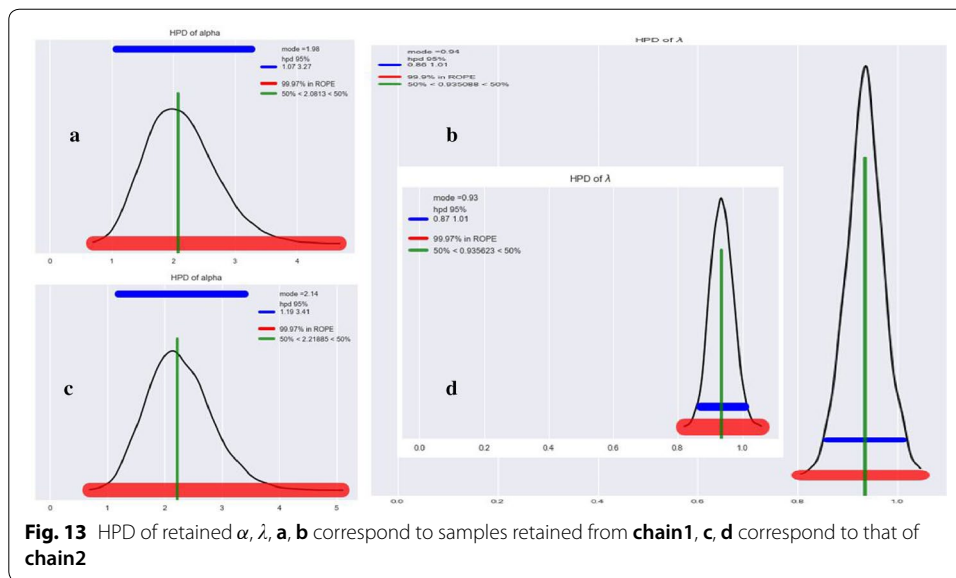 HPD of alpha
mode =1.98
hpd 95%
1.07 3.27
99.97% in ROPE
50% < 2.0813 < 50%
a
0 1 2 3 4
HPD of alpha
mode =2.14
hpd 95%
1.19 3.41
99.97% in ROPE
50% < 2.21885 < 50%
c
0 1 2 3 4 5
HPD of λ
mode =0.94
hpd 95%
0.86 1.01
99.9% in ROPE
50% < 0.935088 < 50%
b
0.0 0.2 0.4 0.6 0.8 1.0
HPD of λ
mode =0.93
hpd 95%
0.87 1.01
99.97% in ROPE
50% < 0.935623 < 50%
d
0.0 0.2 0.4 0.6 0.8 1.0
Fig. 13 HPD of retained α, λ, a, b correspond to samples retained from chain1, c, d correspond to that of
chain2